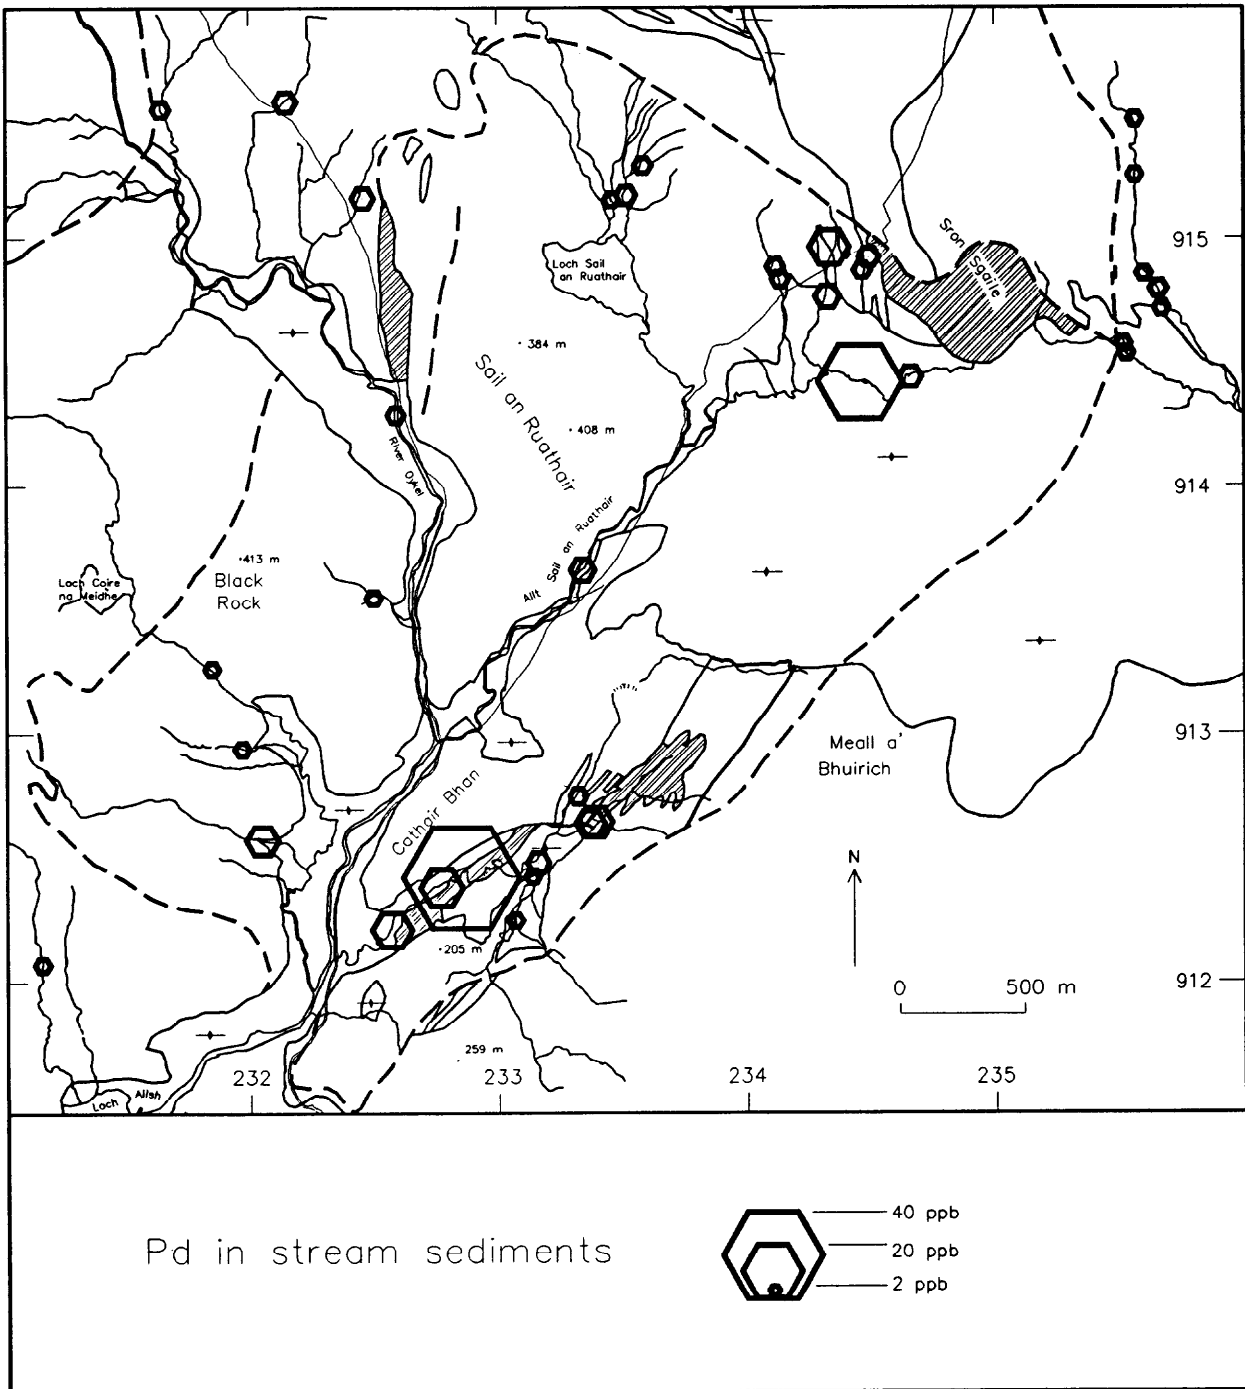 Sron
Sgaile
915
Loch Sail
an Ruathair
384 m
Sail an Ruathair
408 m
River Oykel
914
Allt Sail an Ruathair
413 m
Black
Rock
Loch Coire
na Meidhe
913
Meall a'
Bhuirich
Cathair Bhan
N
205 m
912
0 500 m
259 m
232 233 234 235
Loch Ailsh
Pd in stream sediments
40 ppb
20 ppb
2 ppb